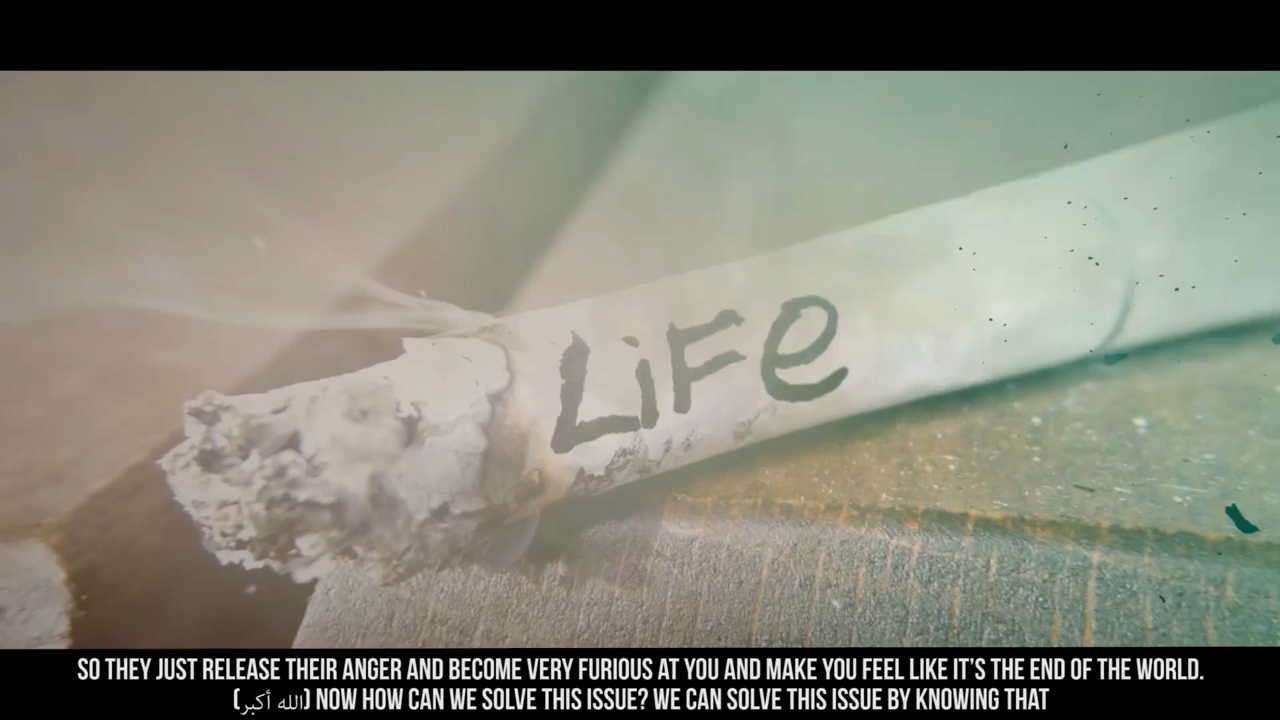 LiFe
SO THEY JUST RELEASE THEIR ANGER AND BECOME VERY FURIOUS AT YOU AND MAKE YOU FEEL LIKE IT'S THE END OF THE WORLD.
(الله أكبر) NOW HOW CAN WE SOLVE THIS ISSUE? WE CAN SOLVE THIS ISSUE BY KNOWING THAT